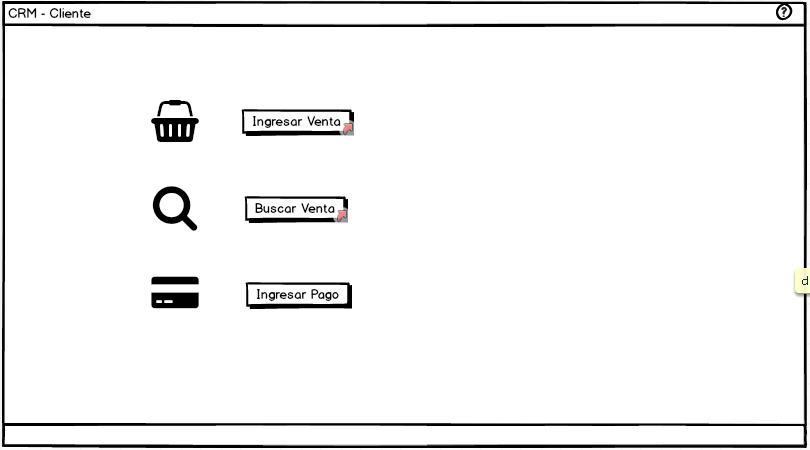 CRM - Cliente
?
Ingresar Venta
Buscar Venta
d
Ingresar Pago